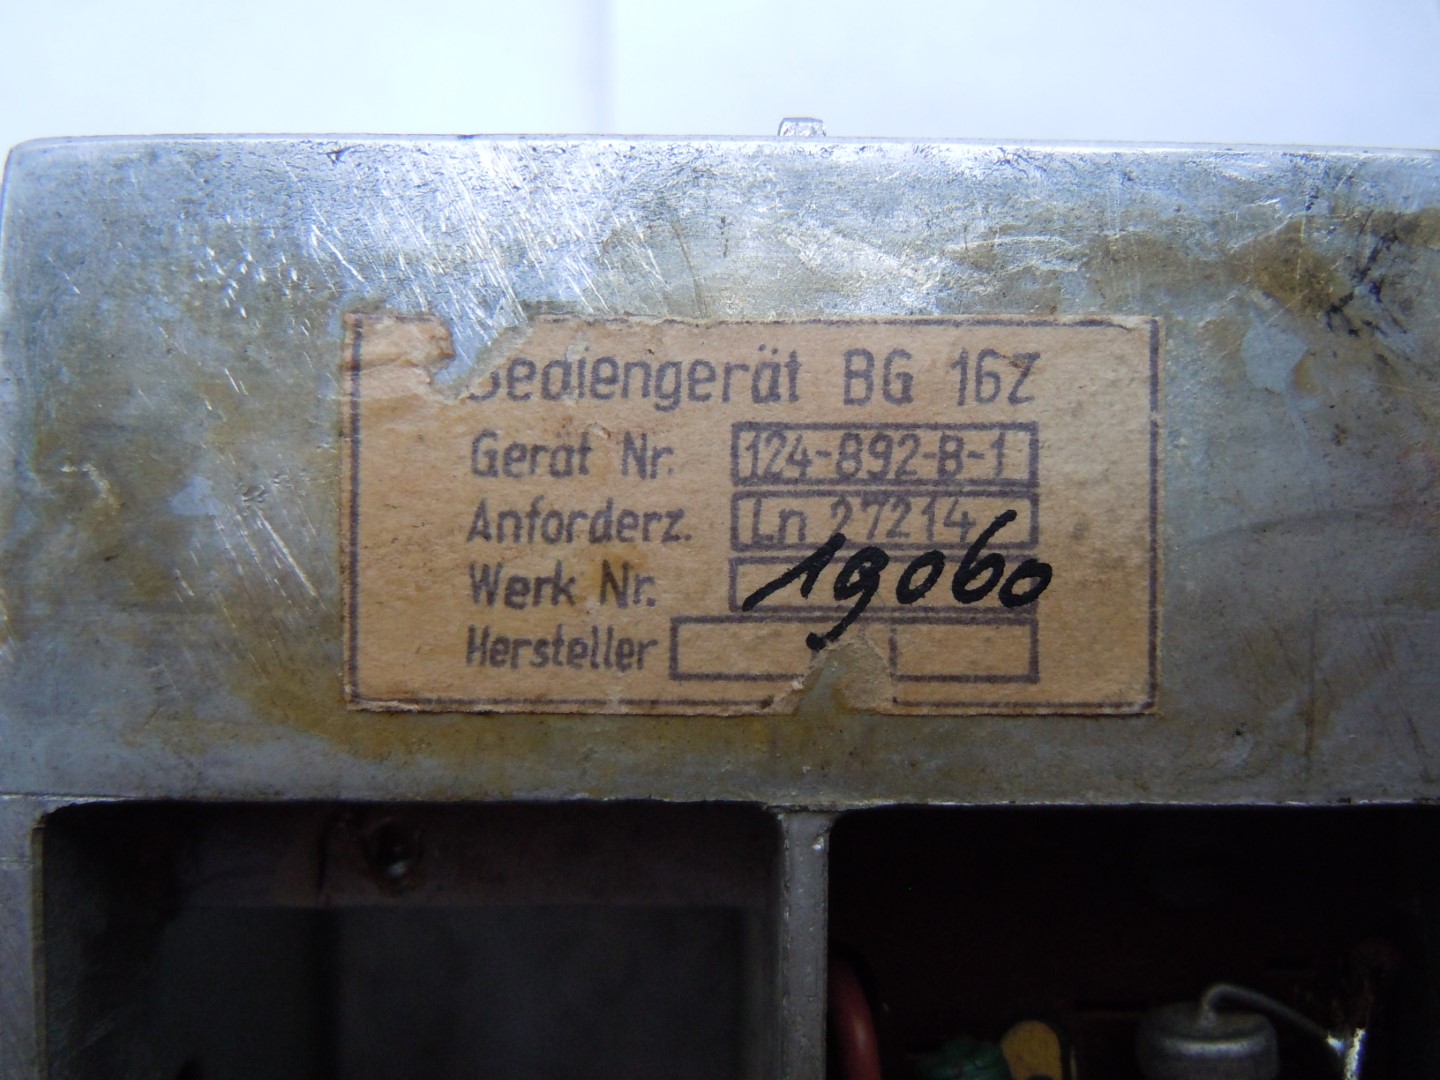 Bediengerät BG 16Z
Gerät Nr. 124-892-B-1
Anforderz. Ln 27214
Werk Nr. 19060
Hersteller